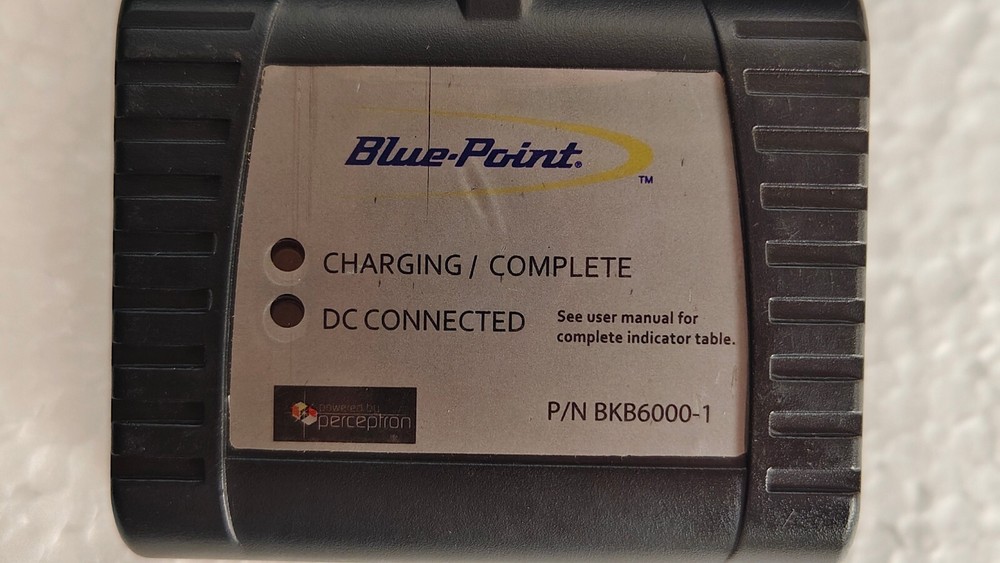 Blue-Point®
™
CHARGING / COMPLETE
DC CONNECTED
See user manual for
complete indicator table.
powered by
perceptron
P/N BKB6000-1